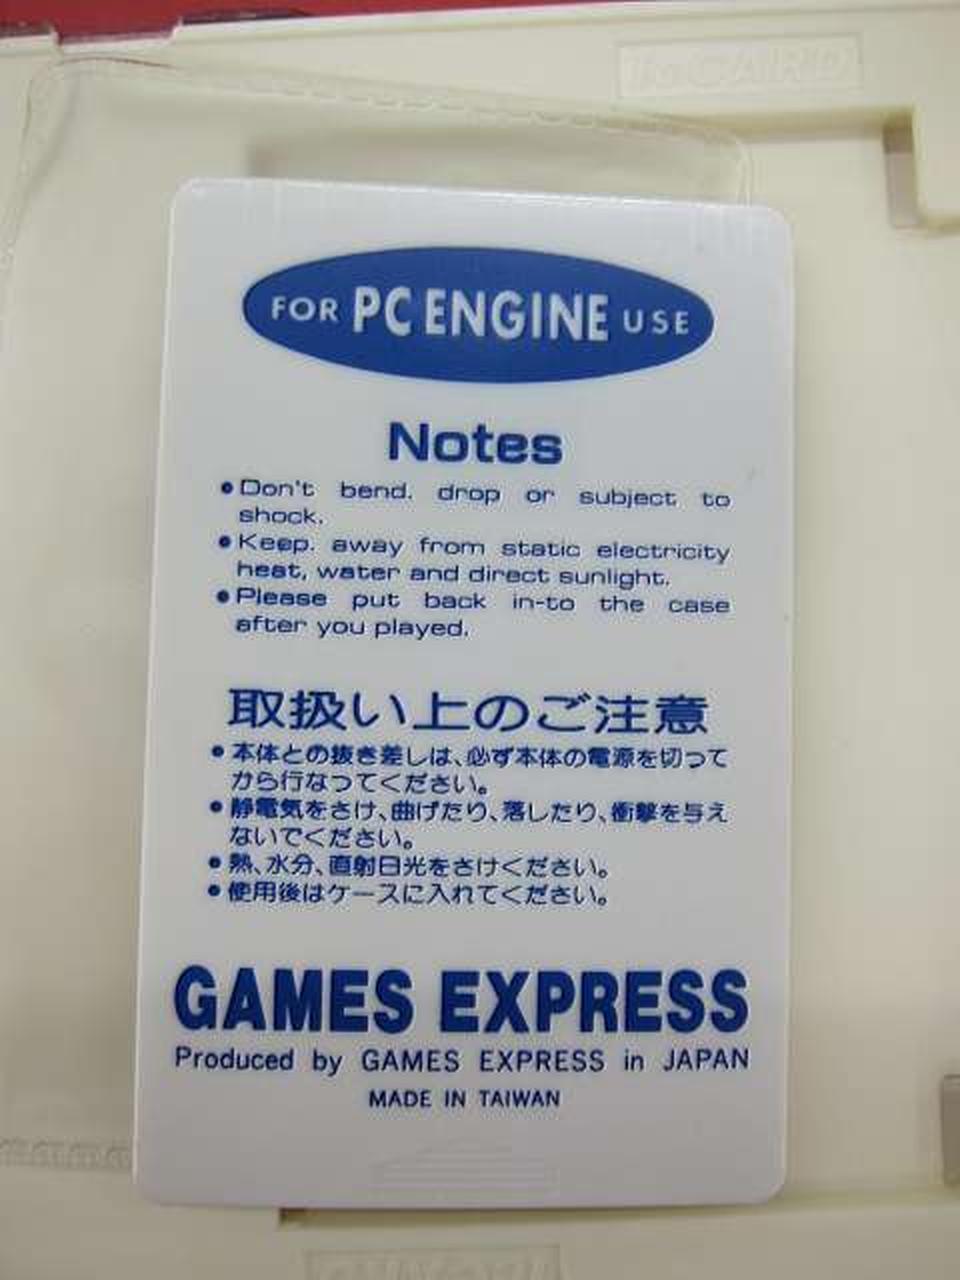 FOR PC ENGINE USE
Notes
●Don't bend. drop or subject to
shock.
●Keep. away from static electricity
heat, water and direct sunlight.
●Please put back in-to the case
after you played.
取扱い上のご注意
●本体との抜き差しは、必ず本体の電源を切って
から行なってください。
●静電気をさけ、曲げたり、落したり、衝撃を与え
ないでください。
●熱、水分、直射日光をさけください。
●使用後はケースに入れてください。
GAMES EXPRESS
Produced by GAMES EXPRESS in JAPAN
MADE IN TAIWAN